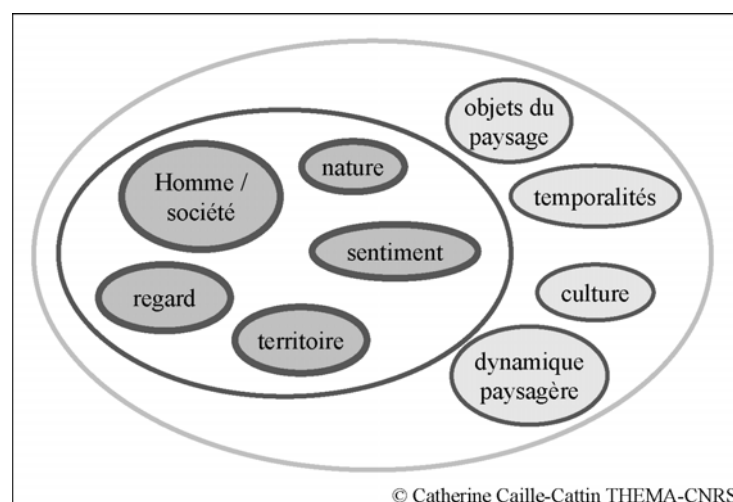 objets du
paysage
Homme /
société
nature
temporalités
sentiment
regard
culture
territoire
dynamique
paysagère
© Catherine Caille-Cattin THEMA-CNRS